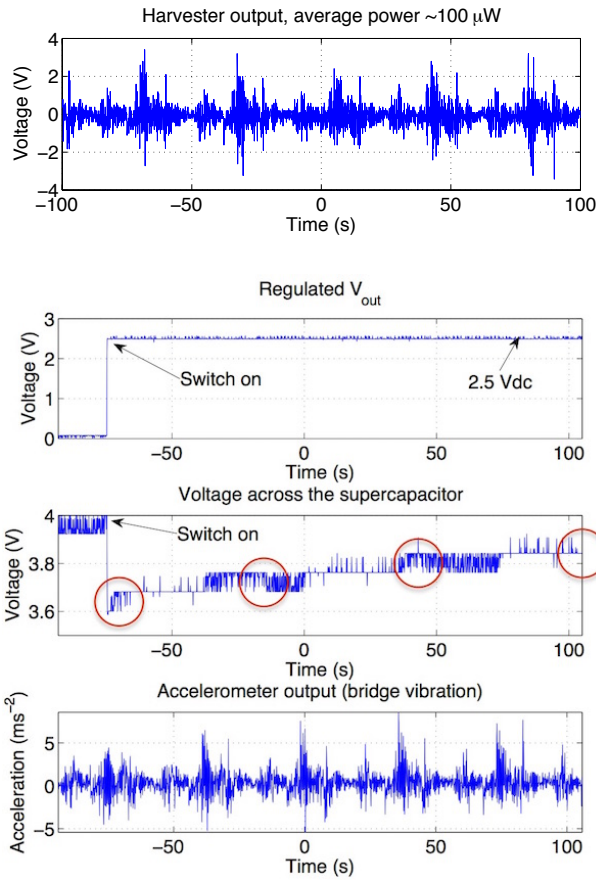 Harvester output, average power ~100 μW
Voltage (V)
4
2
0
−2
−4
−100
−50
0
50
100
Time (s)
Regulated Vout
Voltage (V)
3
2
1
0
Switch on
2.5 Vdc
−50
0
50
100
Time (s)
Voltage across the supercapacitor
Voltage (V)
4
3.8
3.6
Switch on
−50
0
50
100
Time (s)
Accelerometer output (bridge vibration)
Acceleration (ms−2)
5
0
−5
−50
0
50
100
Time (s)